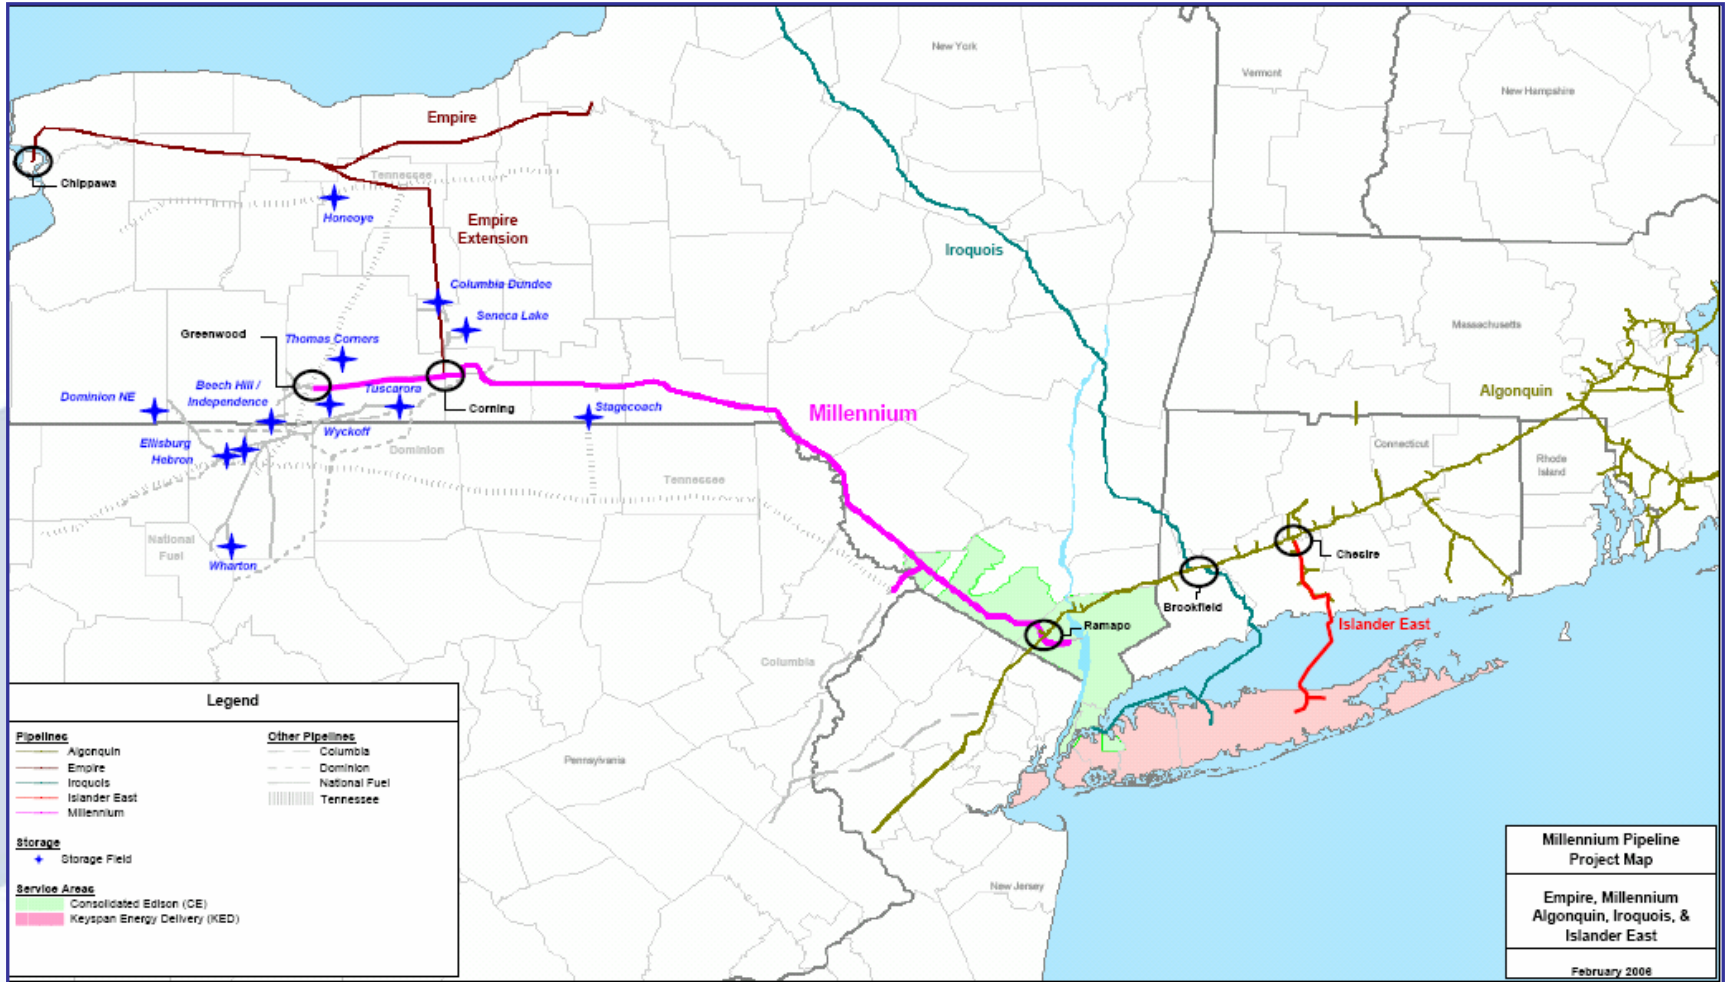 New York
Vermont
New Hampshire
Empire
Chippawa
Tennessee
Honeoye
Empire
Extension
Iroquois
Columbia Dundee
Seneca Lake
Greenwood
Thomas Corners
Massachusetts
Dominion NE
Beech Hill /
Independence
Tuscarora
Corning
Stagecoach
Millennium
Algonquin
Wyckoff
Ellisburg
Hebron
Dominion
Connecticut
Rhode
Island
Tennessee
National
Fuel
Wharton
Chesire
Brookfield
Ramapo
Islander East
Columbia
Pennsylvania
New Jersey
Legend
Pipelines
Algonquin
Empire
Iroquois
Islander East
Millennium
Other Pipelines
Columbia
Dominion
National Fuel
Tennessee
Storage
Storage Field
Service Areas
Consolidated Edison (CE)
Keyspan Energy Delivery (KED)
Millennium Pipeline
Project Map
Empire, Millennium
Algonquin, Iroquois, &
Islander East
February 2006